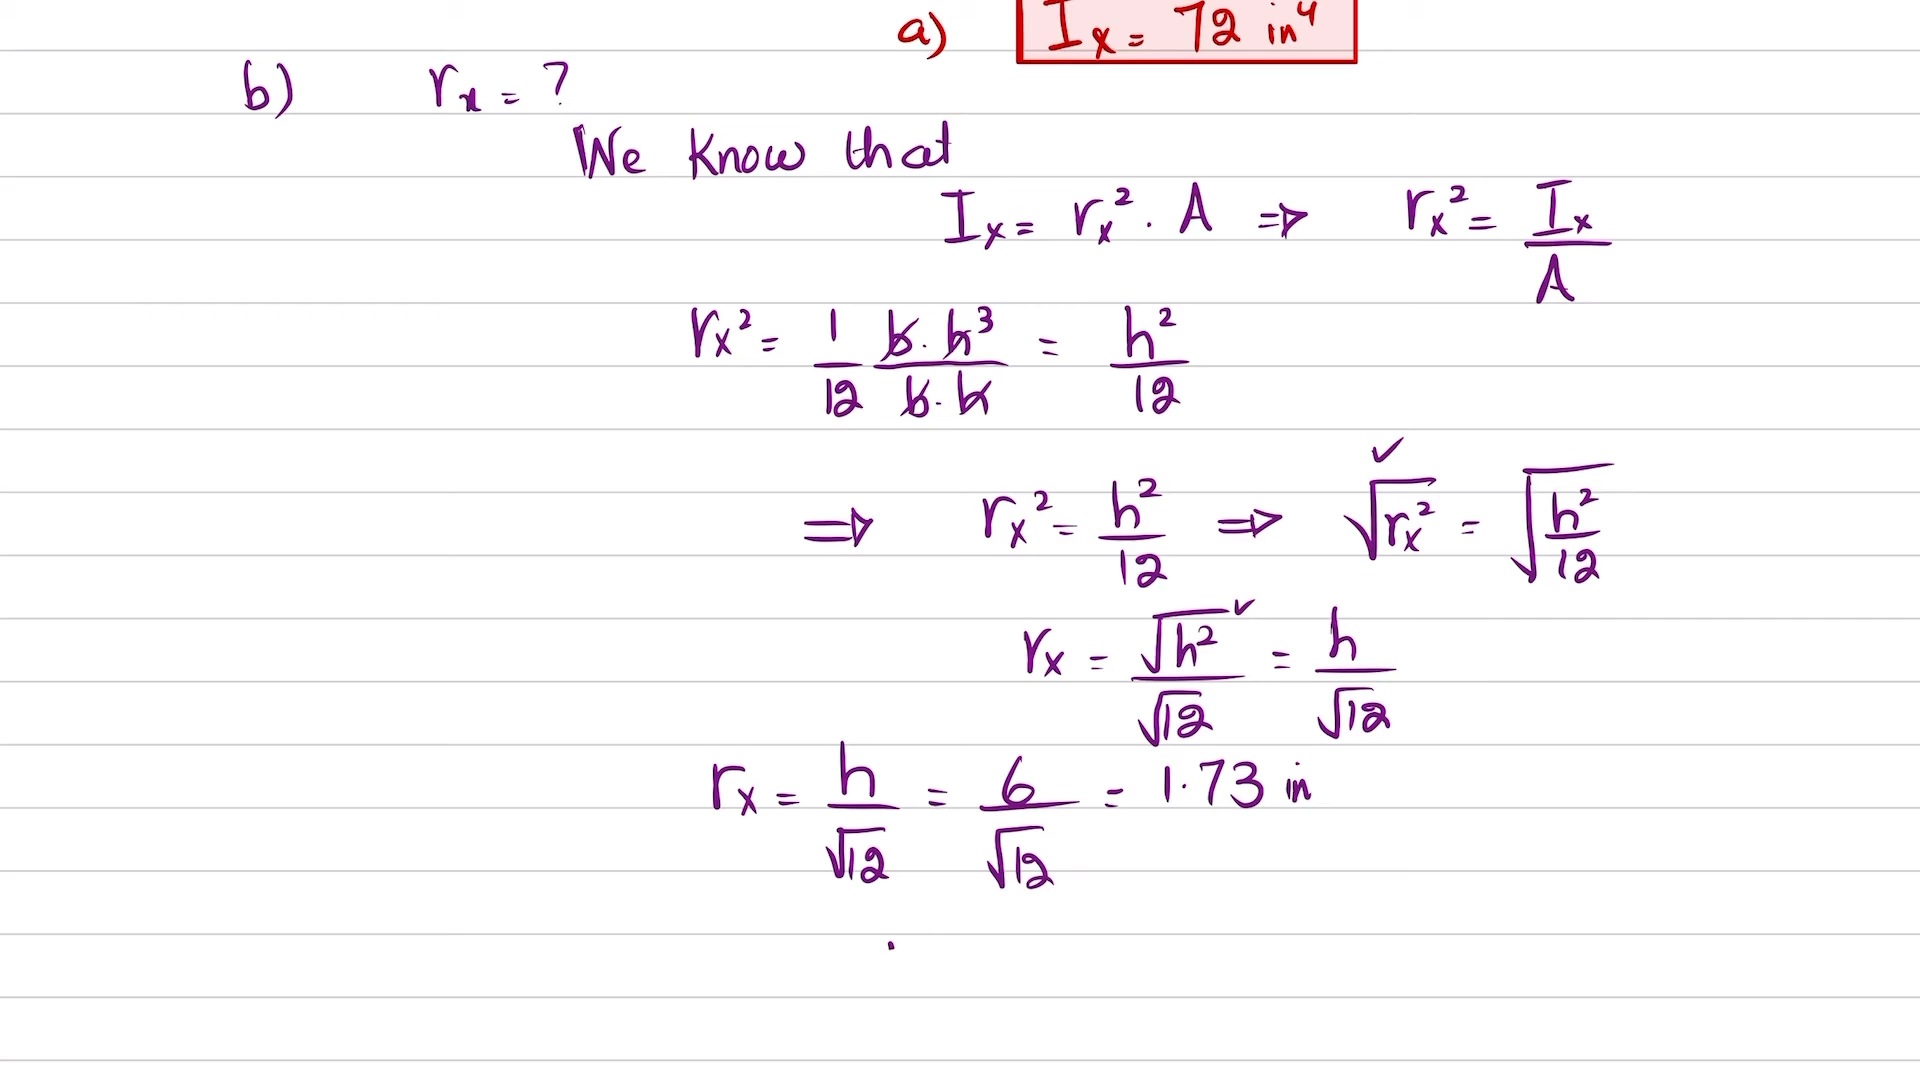 a) Iₓ = 72 in⁴
b) rₓ = ?
We know that
Iₓ = rₓ² · A ⇒ rₓ² = Iₓ/A
rₓ² = 1/12 b·h³/b·h = h²/12
⇒ rₓ² = h²/12 ⇒ √rₓ² = √h²/12
rₓ = √h²/√12 = h/√12
rₓ = h/√12 = 6/√12 = 1.73 in